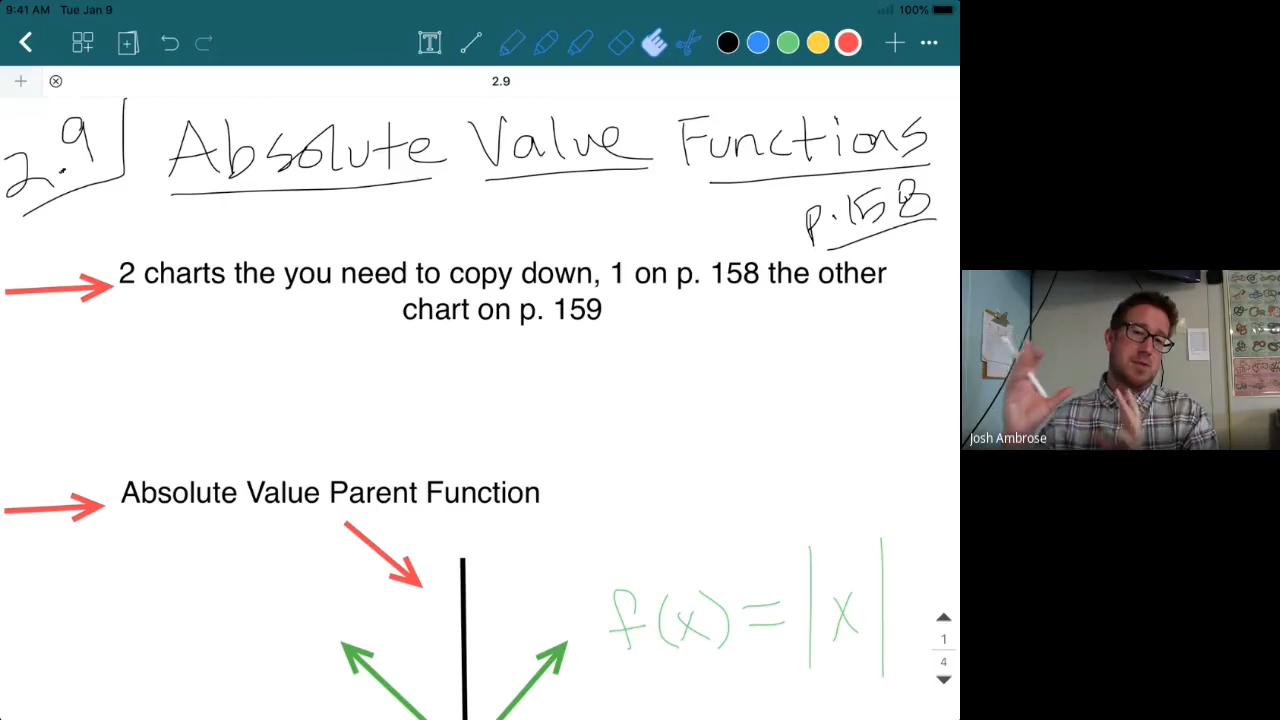 9:41 AM Tue Jan 9
100%
T
2.9
2.9 Absolute Value Functions
p.158
2 charts the you need to copy down, 1 on p. 158 the other
chart on p. 159
Josh Ambrose
Absolute Value Parent Function
f(x) = |x|
1
4